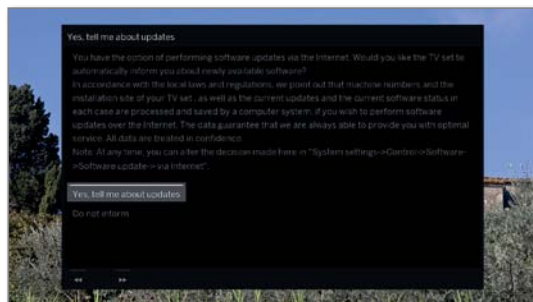 Yes, tell me about updates
You have the option of performing software updates via the Internet. Would you like the TV set to
automatically inform you about newly available software?
In accordance with the local laws and regulations, we point out that machine numbers and the
installation site of your TV set , as well as the current updates and the current software status in
each case are processed and saved by a computer system, if you wish to perform software
updates over the Internet. The data guarantee that we are always able to provide you with optimal
service. All data are treated in confidence.
Note: At any time, you can alter the decision made here in "System settings->Control->Software-
>Software update-> via Internet".
Yes, tell me about updates
Do not inform